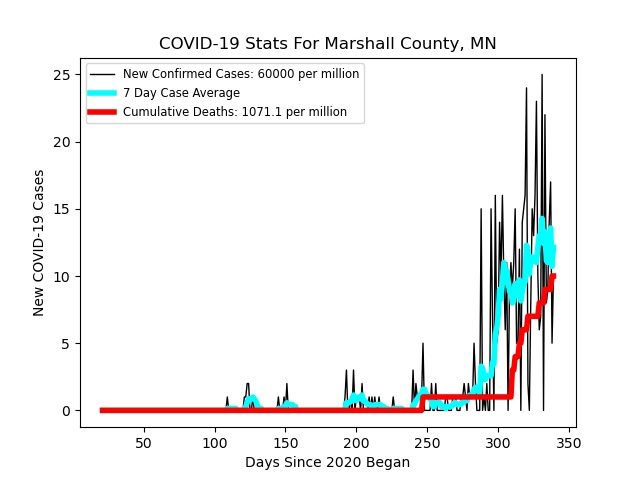 COVID-19 Stats For Marshall County, MN
New Confirmed Cases: 60000 per million
7 Day Case Average
Cumulative Deaths: 1071.1 per million
New COVID-19 Cases
25
20
15
10
5
0
50
100
150
200
250
300
350
Days Since 2020 Began